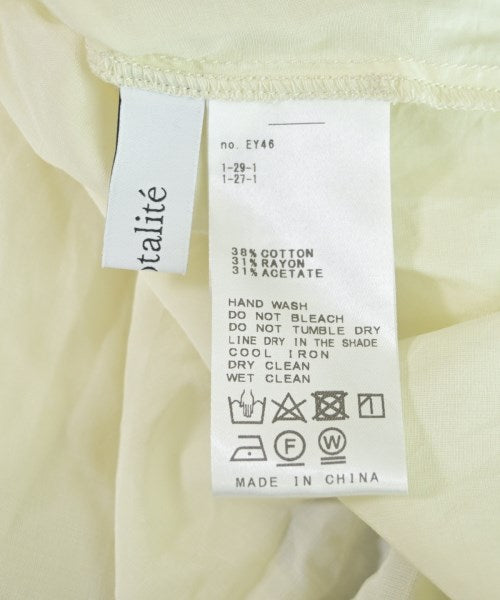 otalité
no. EY46
1-29-1
1-27-1
38% COTTON
31% RAYON
31% ACETATE
HAND WASH
DO NOT BLEACH
DO NOT TUMBLE DRY
LINE DRY IN THE SHADE
COOL IRON
DRY CLEAN
WET CLEAN
F W
MADE IN CHINA